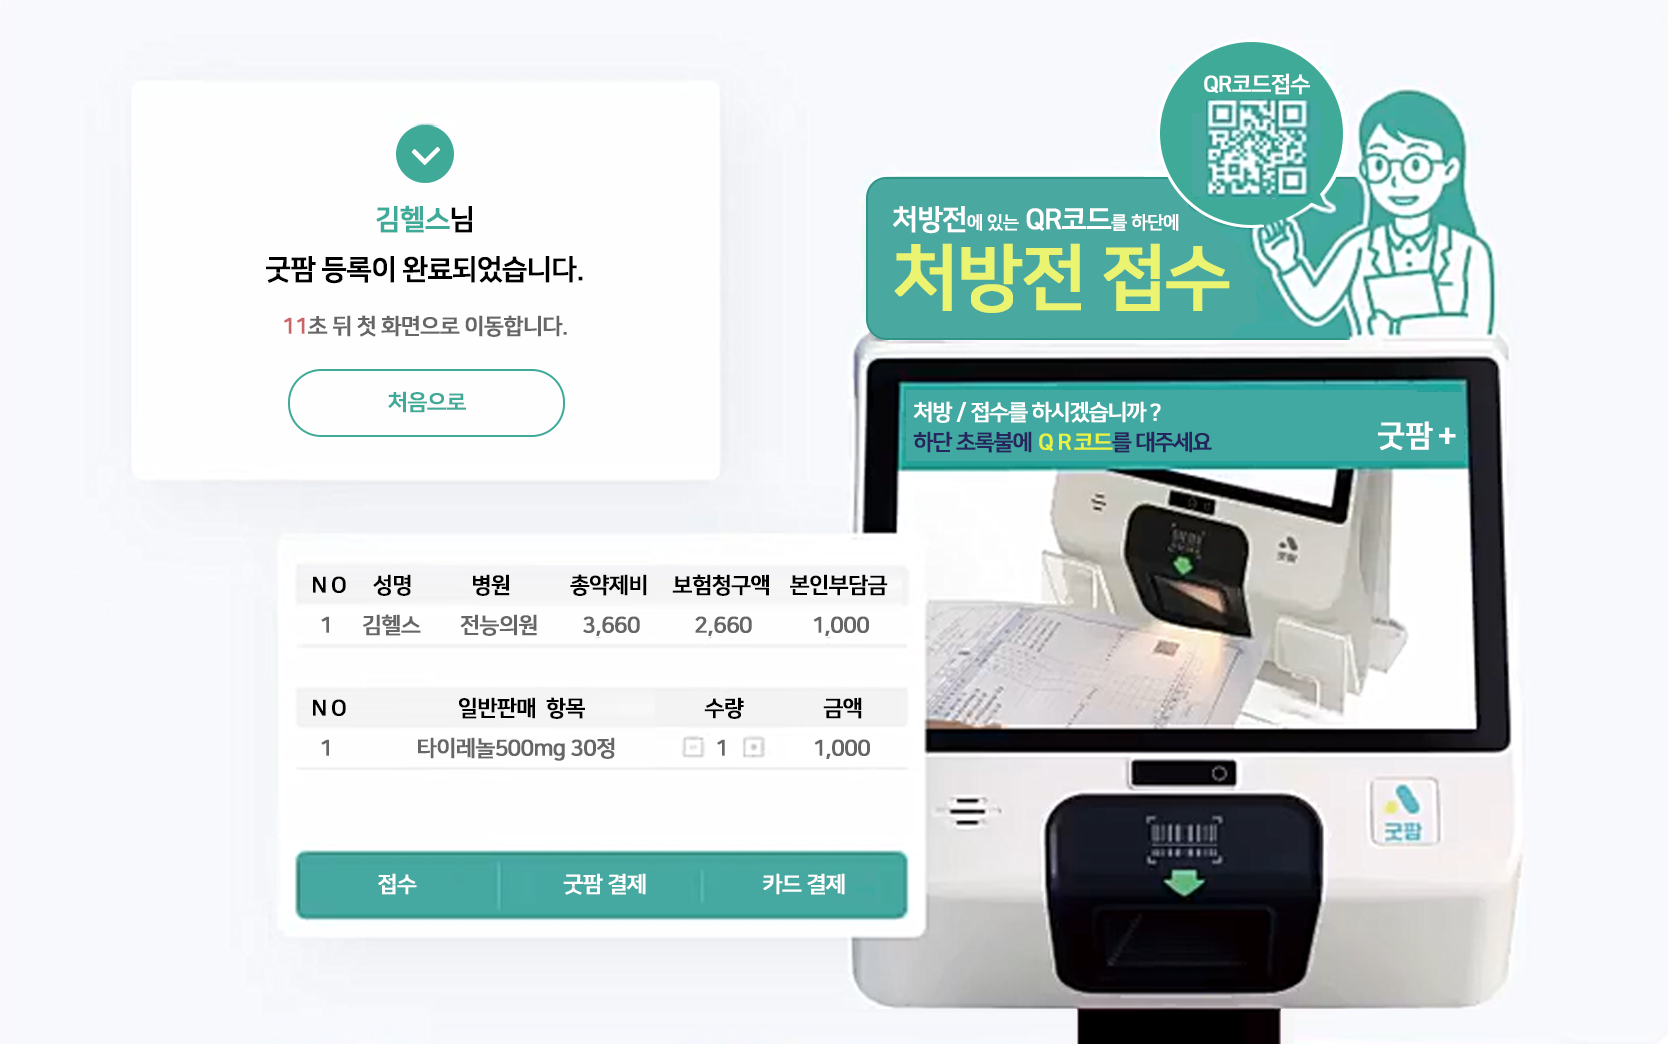 김헬스님
굿팜 등록이 완료되었습니다.
11초 뒤 첫 화면으로 이동합니다.
처음으로
QR코드접수
처방전에 있는 QR코드를 하단에
처방전 접수
처방 / 접수를 하시겠습니까 ?
하단 초록불에 QR코드를 대주세요
굿팜 +
NO 성명 병원 총약제비 보험청구액 본인부담금
1 김헬스 전능의원 3,660 2,660 1,000
NO 일반판매 항목 수량 금액
1 타이레놀500mg 30정 1 1,000
접수 굿팜 결제 카드 결제
굿팜